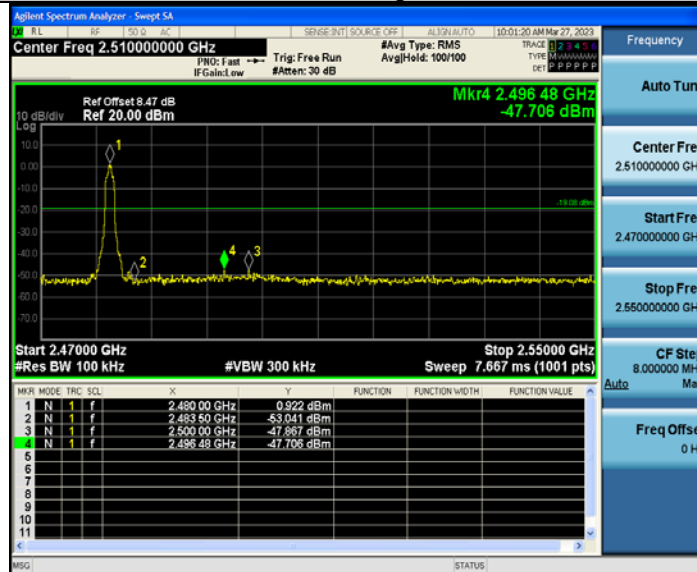 Agilent Spectrum Analyzer - Swept SA
RL RF 50 Ω AC SENSE:INT SOURCE OFF ALIGN AUTO 10:01:20 AM Mar 27, 2023
Center Freq 2.510000000 GHz
PNO: Fast
IFGain:Low
Trig: Free Run
#Atten: 30 dB
#Avg Type: RMS
Avg|Hold: 100/100
TRACE 1 2 3 4 5 6
TYPE M
DET P P P P P P
Ref Offset 8.47 dB
10 dB/div Ref 20.00 dBm
Log
Mkr4 2.496 48 GHz
-47.706 dBm
10.0
0.00
-10.0
-20.0
-30.0
-40.0
-50.0
-60.0
-70.0
1
2
4
3
-19.08 dBm
Start 2.47000 GHz Stop 2.55000 GHz
#Res BW 100 kHz #VBW 300 kHz Sweep 7.667 ms (1001 pts)
MKR MODE TRC SCL X Y FUNCTION FUNCTION WIDTH FUNCTION VALUE
1 N 1 f 2.480 00 GHz 0.922 dBm
2 N 1 f 2.483 50 GHz -53.041 dBm
3 N 1 f 2.500 00 GHz -47.867 dBm
4 N 1 f 2.496 48 GHz -47.706 dBm
5
6
7
8
9
10
11
MSG STATUS
Frequency
Auto Tun
Center Fre
2.510000000 GH
Start Fre
2.470000000 GH
Stop Fre
2.550000000 GH
CF Ste
8.000000 MH
Auto Ma
Freq Offse
0 H